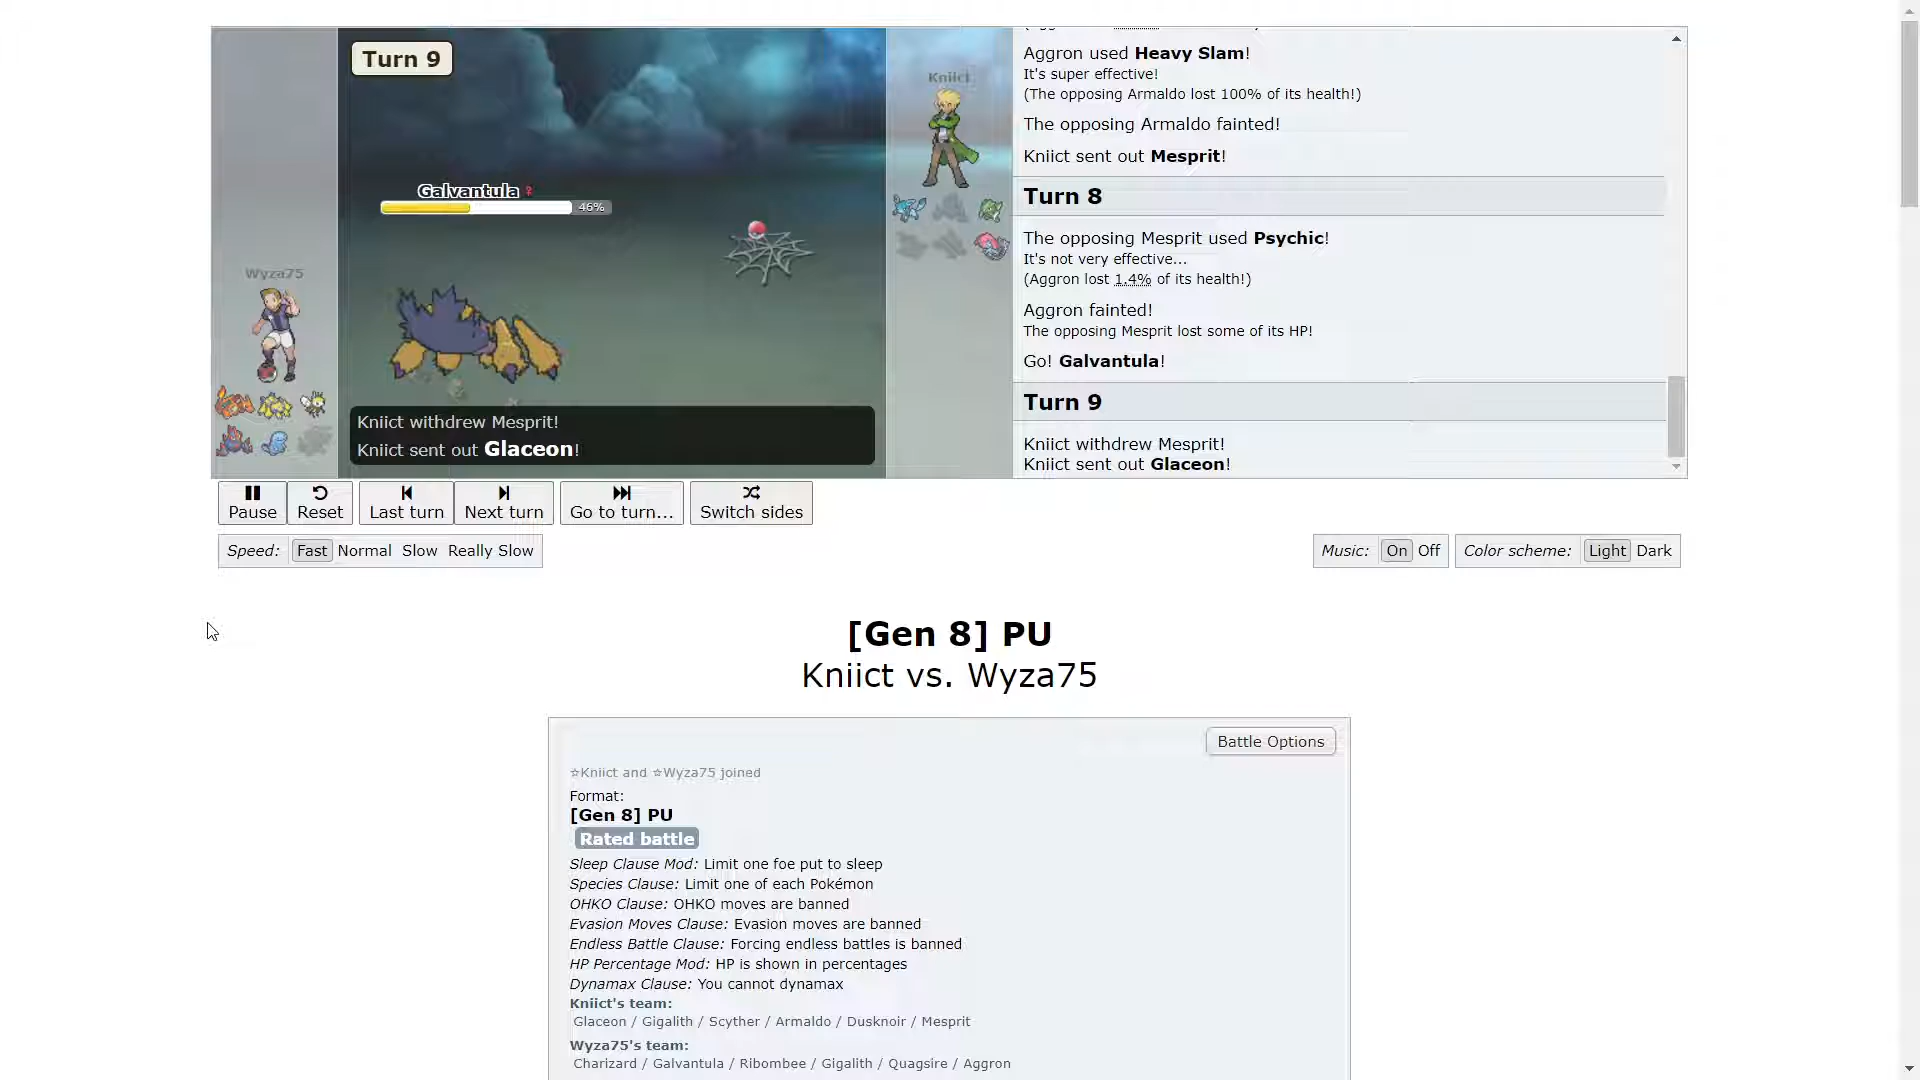 Turn 9
Galvantula ♀
46%
Wyza75
Kniict
Kniict withdrew Mesprit!
Kniict sent out Glaceon!
Aggron used Heavy Slam!
It's super effective!
(The opposing Armaldo lost 100% of its health!)
The opposing Armaldo fainted!
Kniict sent out Mesprit!
Turn 8
The opposing Mesprit used Psychic!
It's not very effective...
(Aggron lost 1.4% of its health!)
Aggron fainted!
The opposing Mesprit lost some of its HP!
Go! Galvantula!
Turn 9
Kniict withdrew Mesprit!
Kniict sent out Glaceon!
Pause Reset Last turn Next turn Go to turn... Switch sides
Speed: Fast Normal Slow Really Slow
Music: On Off Color scheme: Light Dark
[Gen 8] PU
Kniict vs. Wyza75
Battle Options
☆Kniict and ☆Wyza75 joined
Format:
[Gen 8] PU
Rated battle
Sleep Clause Mod: Limit one foe put to sleep
Species Clause: Limit one of each Pokémon
OHKO Clause: OHKO moves are banned
Evasion Moves Clause: Evasion moves are banned
Endless Battle Clause: Forcing endless battles is banned
HP Percentage Mod: HP is shown in percentages
Dynamax Clause: You cannot dynamax
Kniict's team:
Glaceon / Gigalith / Scyther / Armaldo / Dusknoir / Mesprit
Wyza75's team:
Charizard / Galvantula / Ribombee / Gigalith / Quagsire / Aggron